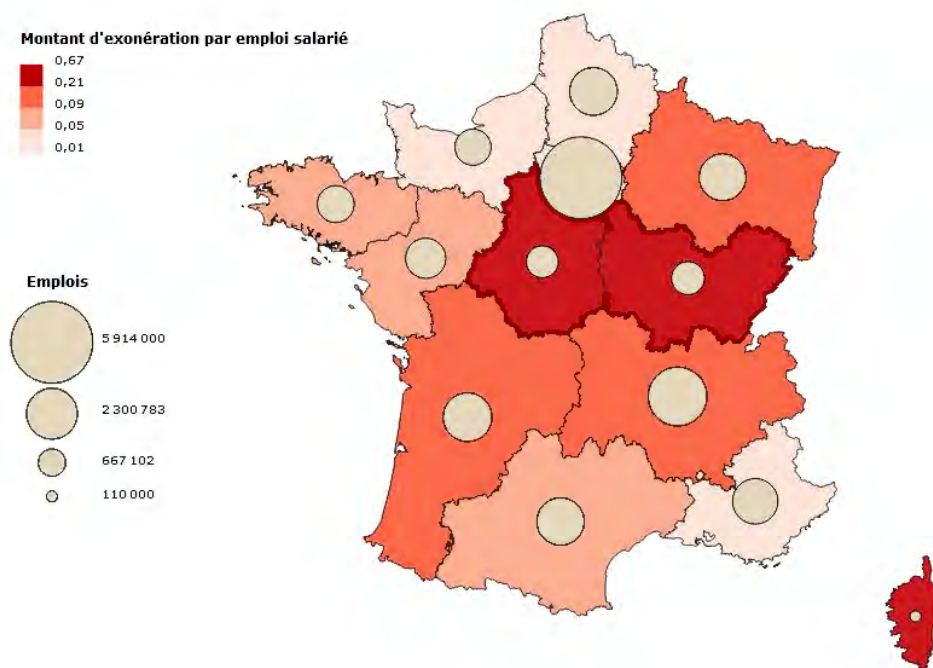 Montant d'exonération par emploi salarié
0,67
0,21
0,09
0,05
0,01
Emplois
5 914 000
2 300 783
667 102
110 000